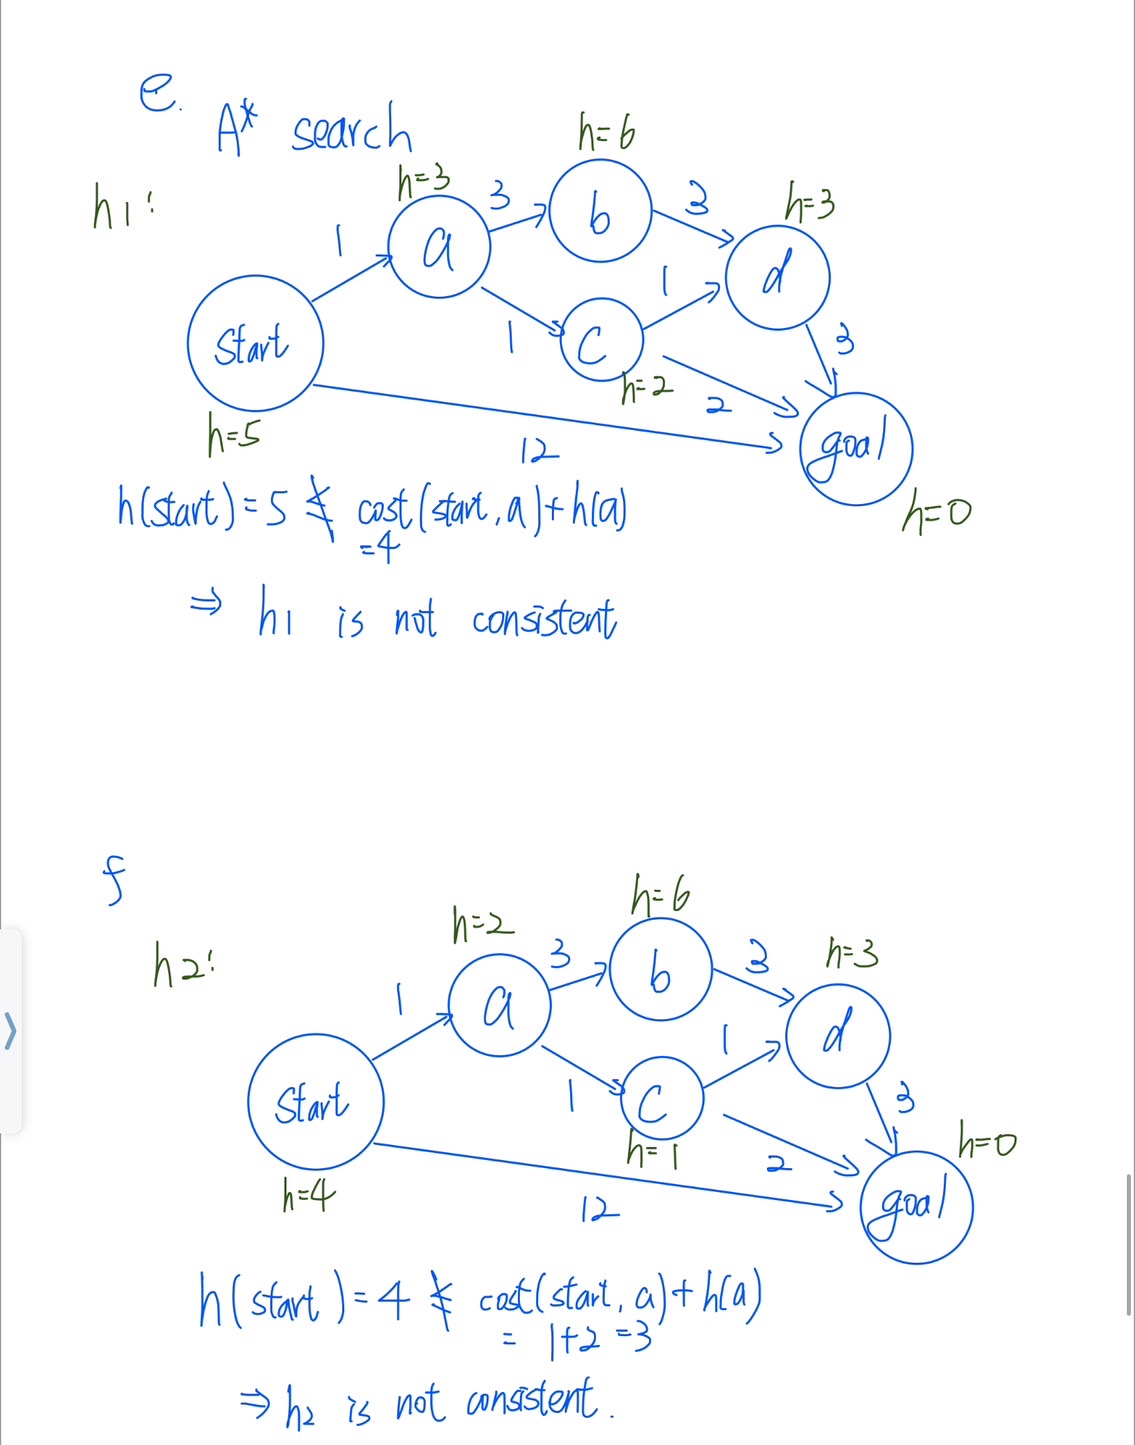 e.
A* search
h=6
h1:
h=3
3
3
h=3
1
a
b
d
1
Start
1
C
3
h=2
2
h=5
12
goal
h(start)=5 ≰ cost(start, a)+h(a)
=4
h=0
⇒ h1 is not consistent
f
h=6
h=2
3
3
h=3
h2:
1
a
b
d
1
Start
1
C
3
h=1
2
h=0
h=4
12
goal
h(start)=4 ≰ cost(start, a)+h(a)
= 1+2 =3
⇒ h2 is not consistent.